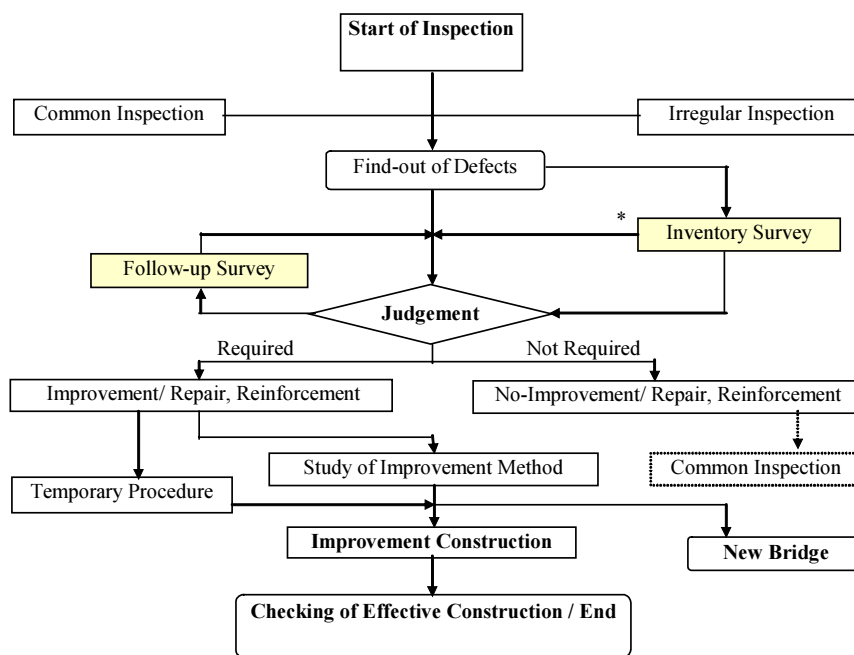 Start of Inspection
Common Inspection
Irregular Inspection
Find-out of Defects
*
Inventory Survey
Follow-up Survey
Judgement
Required
Not Required
Improvement/ Repair, Reinforcement
No-Improvement/ Repair, Reinforcement
Study of Improvement Method
Common Inspection
Temporary Procedure
Improvement Construction
New Bridge
Checking of Effective Construction / End